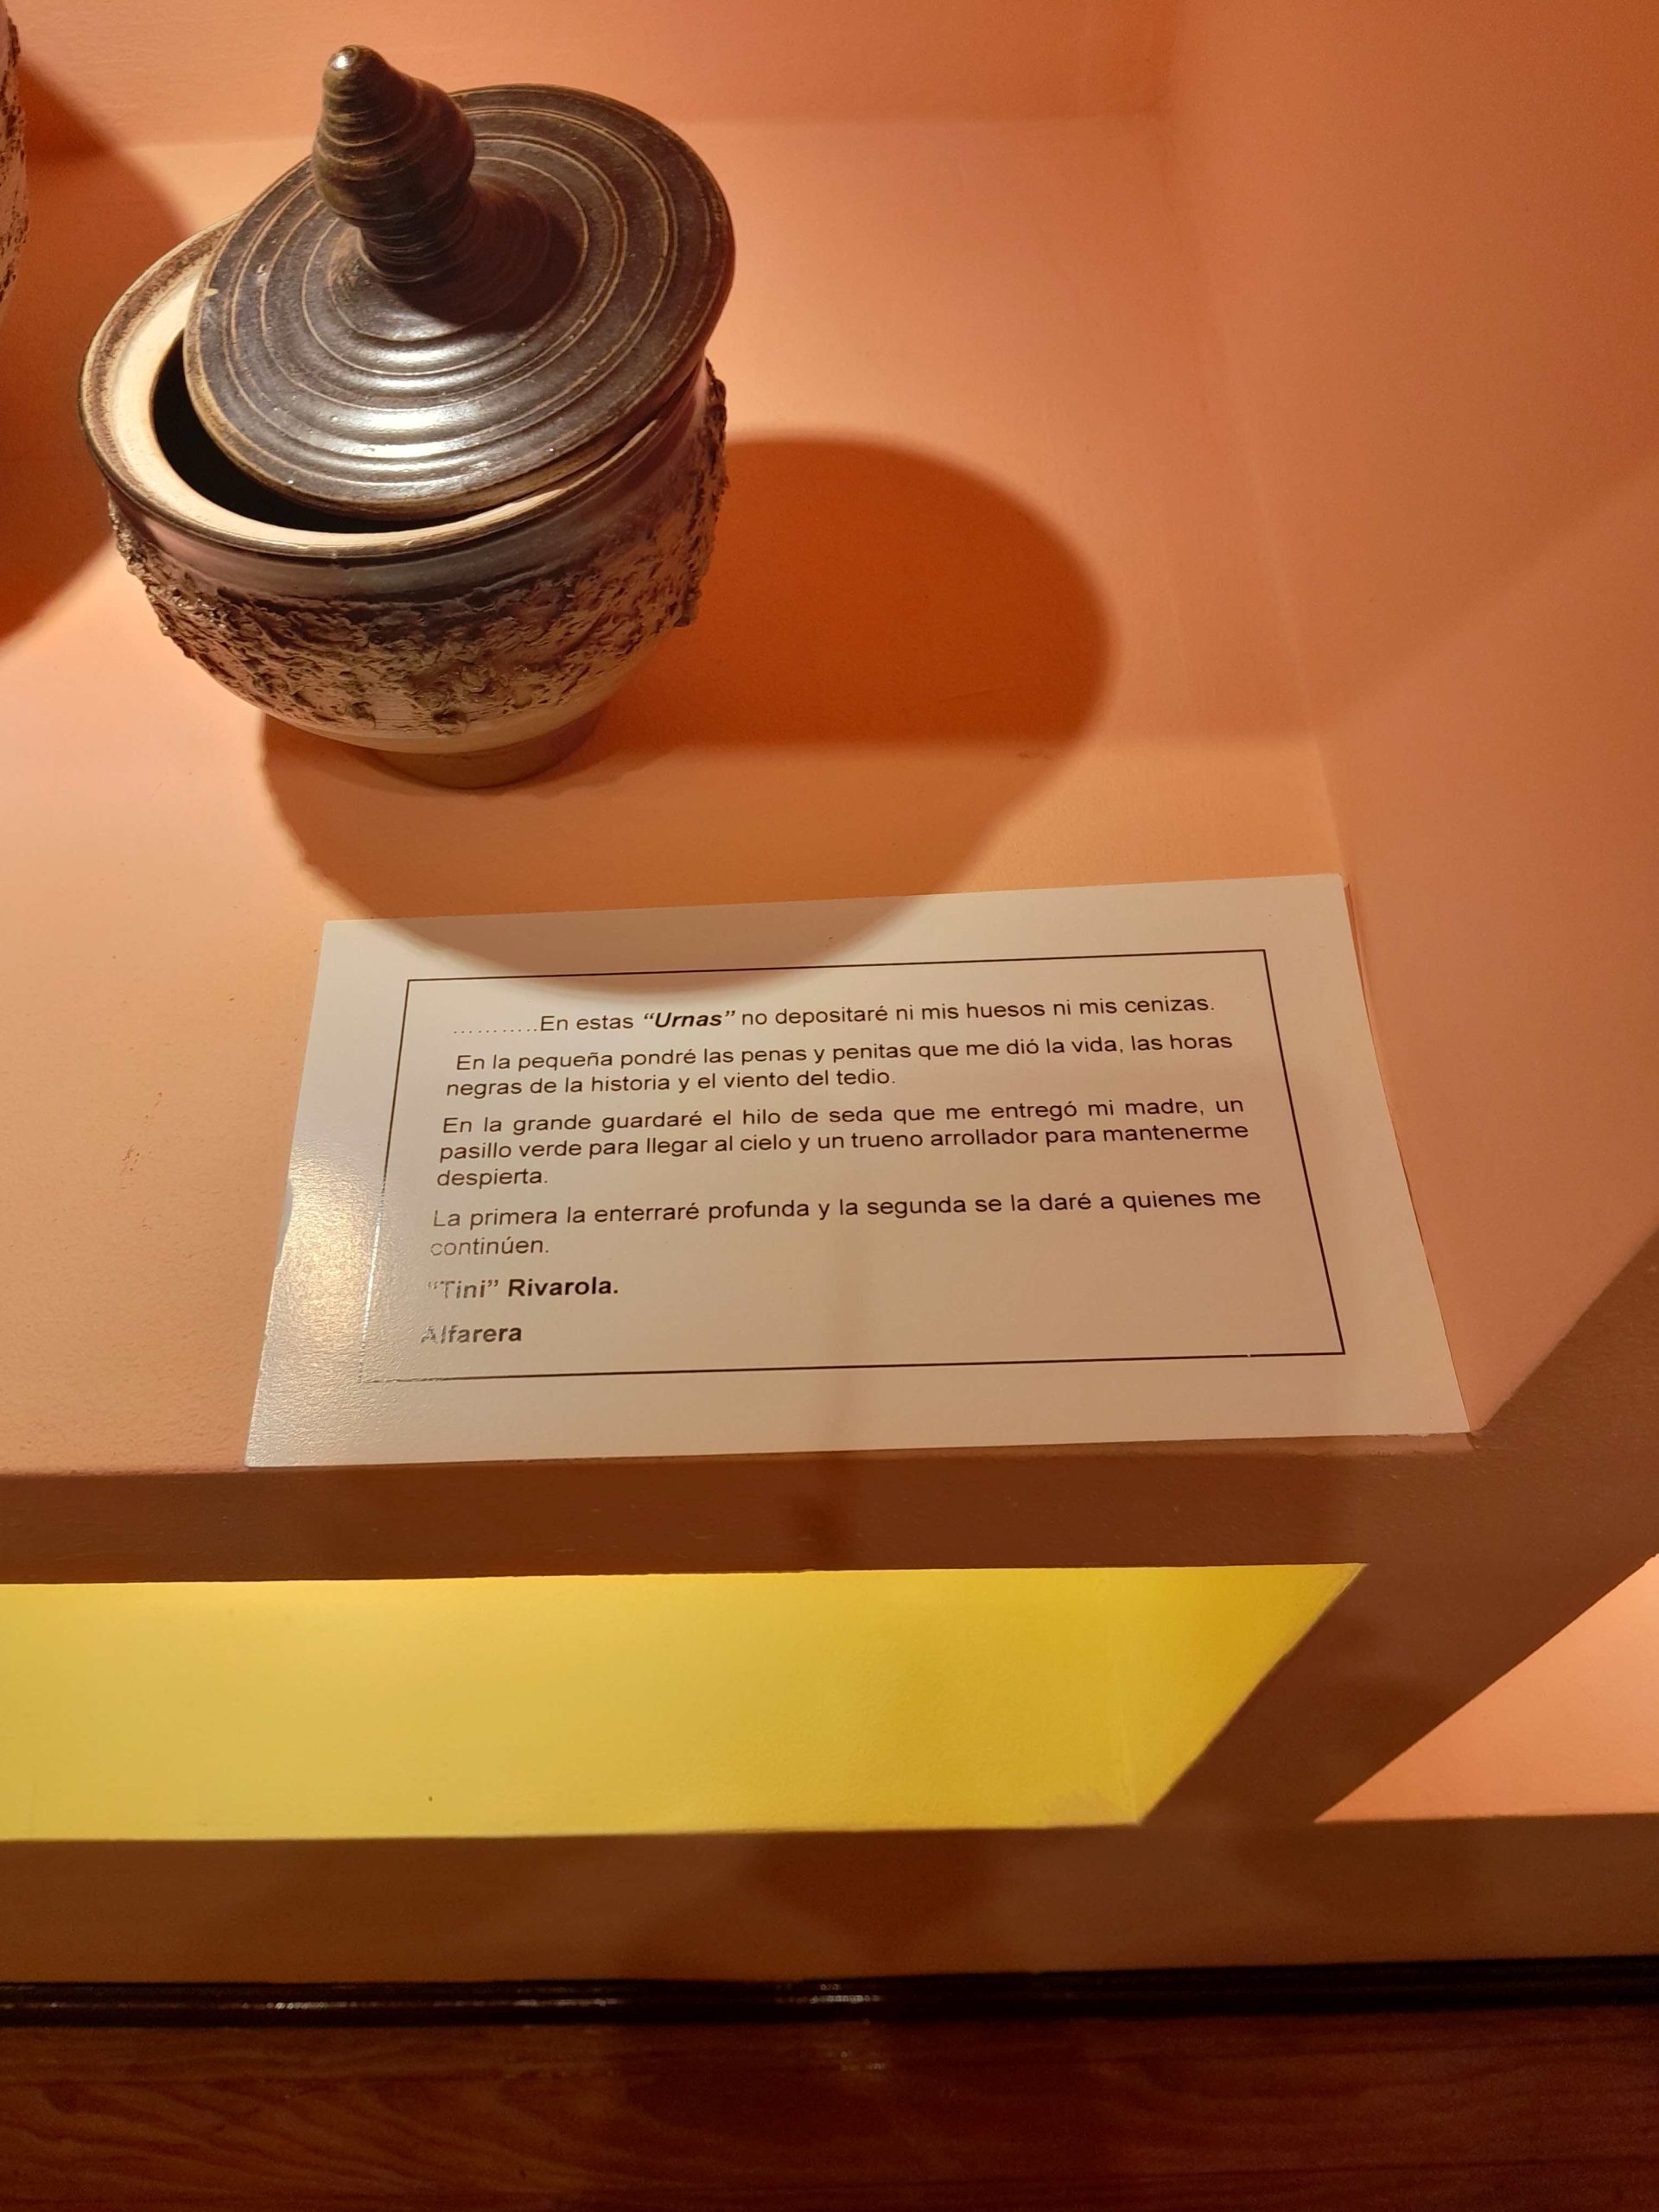 ...........En estas “Urnas” no depositaré ni mis huesos ni mis cenizas.
En la pequeña pondré las penas y penitas que me dió la vida, las horas
negras de la historia y el viento del tedio.
En la grande guardaré el hilo de seda que me entregó mi madre, un
pasillo verde para llegar al cielo y un trueno arrollador para mantenerme
despierta.
La primera la enterraré profunda y la segunda se la daré a quienes me
continúen.
“Tini” Rivarola.
Alfarera